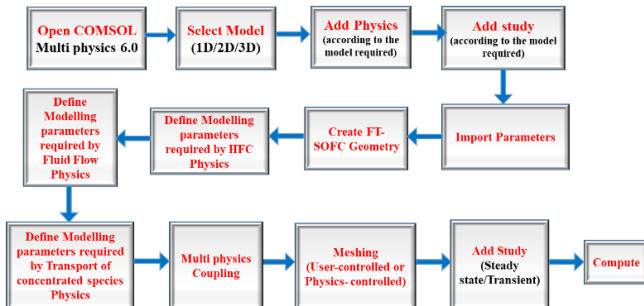 Open COMSOL
Multi physics 6.0
Select Model
(1D/2D/3D)
Add Physics
(according to the
model required)
Add study
(according to the model
required)
Import Parameters
Create FT-
SOFC Geometry
Define Modelling
parameters
required by HFC
Physics
Define
Modelling
parameters
required by
Fluid Flow
Physics
Define Modelling
parameters required
by Transport of
concentrated species
Physics
Multi physics
Coupling
Meshing
(User-controlled or
Physics- controlled)
Add Study
(Steady
state/Transient)
Compute